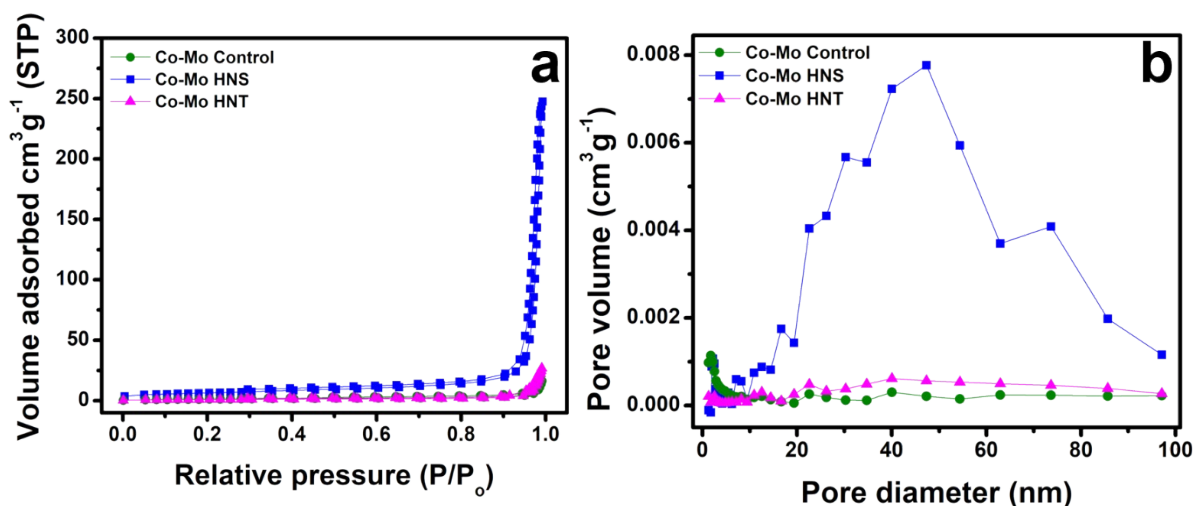 a
Co-Mo Control
Co-Mo HNS
Co-Mo HNT
Volume adsorbed cm³g⁻¹ (STP)
300
250
200
150
100
50
0
0.0 0.2 0.4 0.6 0.8 1.0
Relative pressure (P/Pₒ)
b
Co-Mo Control
Co-Mo HNS
Co-Mo HNT
Pore volume (cm³g⁻¹)
0.008
0.006
0.004
0.002
0.000
0 20 40 60 80 100
Pore diameter (nm)